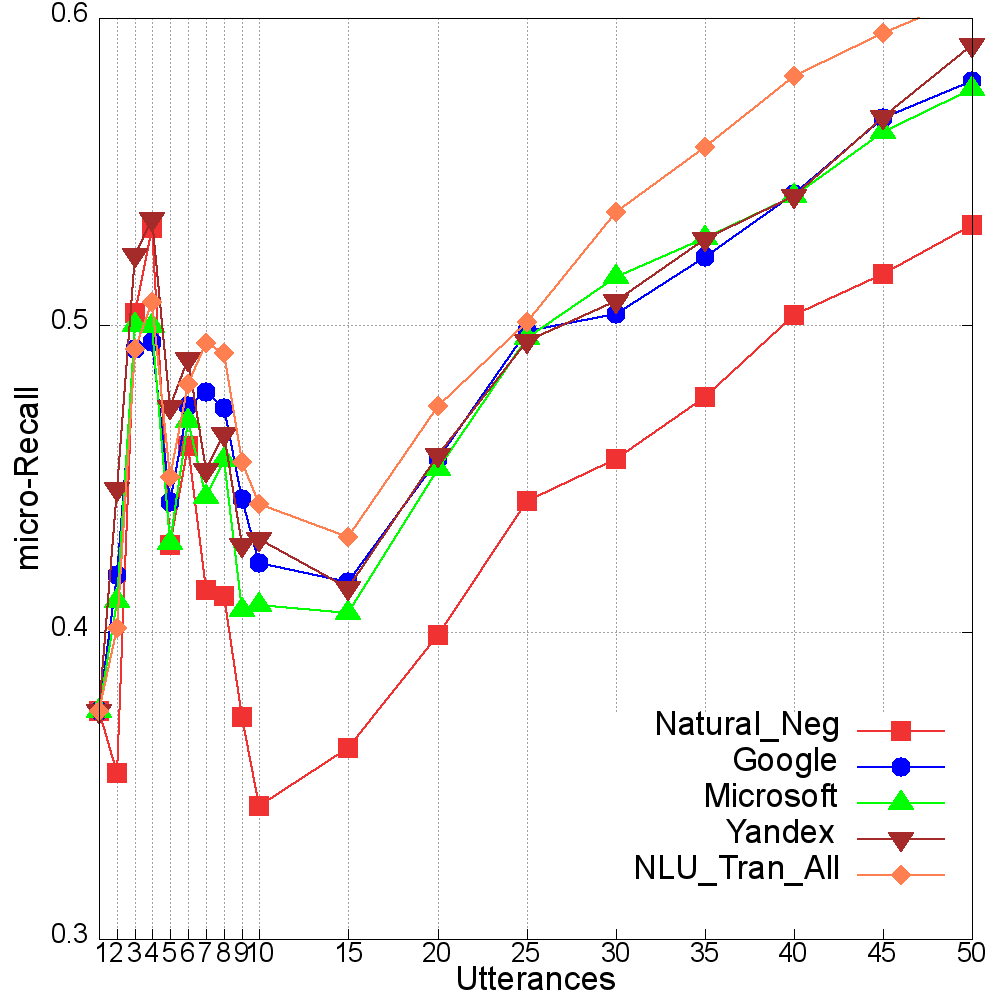 0.6
0.5
0.4
0.3
micro-Recall
Natural_Neg
Google
Microsoft
Yandex
NLU_Tran_All
1 2 3 4 5 6 7 8 9 10 15 20 25 30 35 40 45 50
Utterances